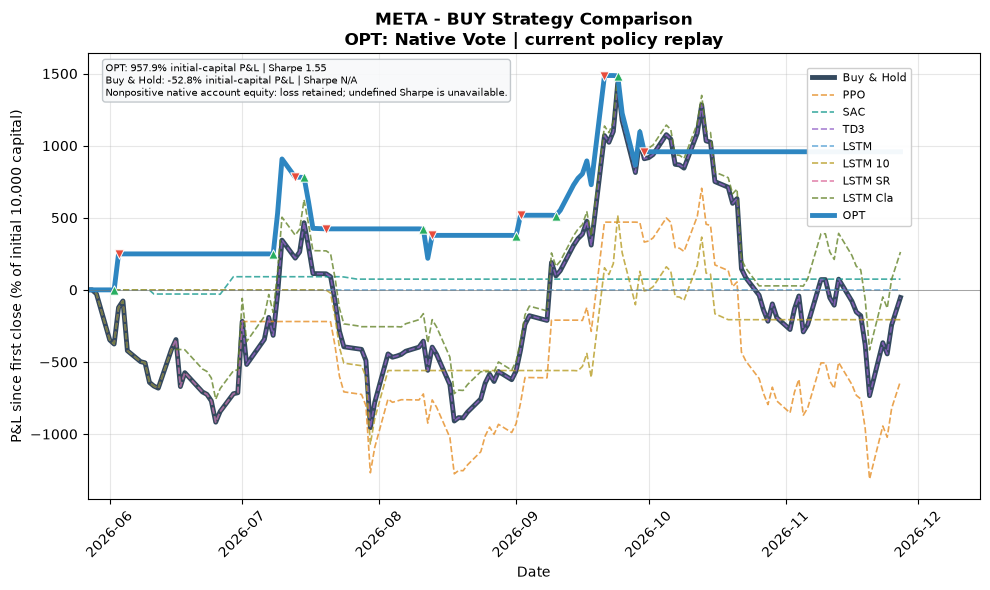 META - BUY Strategy Comparison
OPT: Native Vote | current policy replay
OPT: 957.9% initial-capital P&L | Sharpe 1.55
Buy & Hold: -52.8% initial-capital P&L | Sharpe N/A
Nonpositive native account equity: loss retained; undefined Sharpe is unavailable.
Buy & Hold
PPO
SAC
TD3
LSTM
LSTM 10
LSTM SR
LSTM Cla
OPT
P&L since first close (% of initial 10,000 capital)
1500
1000
500
0
−500
−1000
2026-06
2026-07
2026-08
2026-09
2026-10
2026-11
2026-12
Date